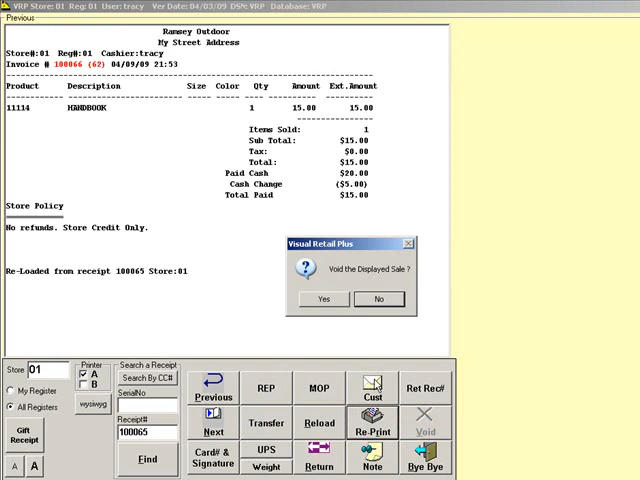 VRP Store: 01 Reg: 01 User: tracy Ver Date: 04/03/09 DSN: VRP Database: VRP
Previous
Ramsey Outdoor
My Street Address
Store#:01 Reg#:01 Cashier:tracy
Invoice # 100066 (62) 04/09/09 21:53
Product Description Size Color Qty Amount Ext.Amount
11114 HANDBOOK 1 15.00 15.00
Items Sold: 1
Sub Total: $15.00
Tax: $0.00
Total: $15.00
Paid Cash $20.00
Cash Change ($5.00)
Total Paid $15.00
Store Policy
No refunds. Store Credit Only.
Re-Loaded from receipt 100065 Store:01
Visual Retail Plus
Void the Displayed Sale ?
Yes No
Store 01
My Register
All Registers
Gift Receipt
A A
Printer
A
B
wysiwyg
Search a Receipt
Search By CC#
SerialNo
Receipt#
100065
Find
Previous REP MOP Cust Ret Rec#
Next Transfer Reload Re-Print Void
Card# & Signature UPS Weight Return Note Bye Bye